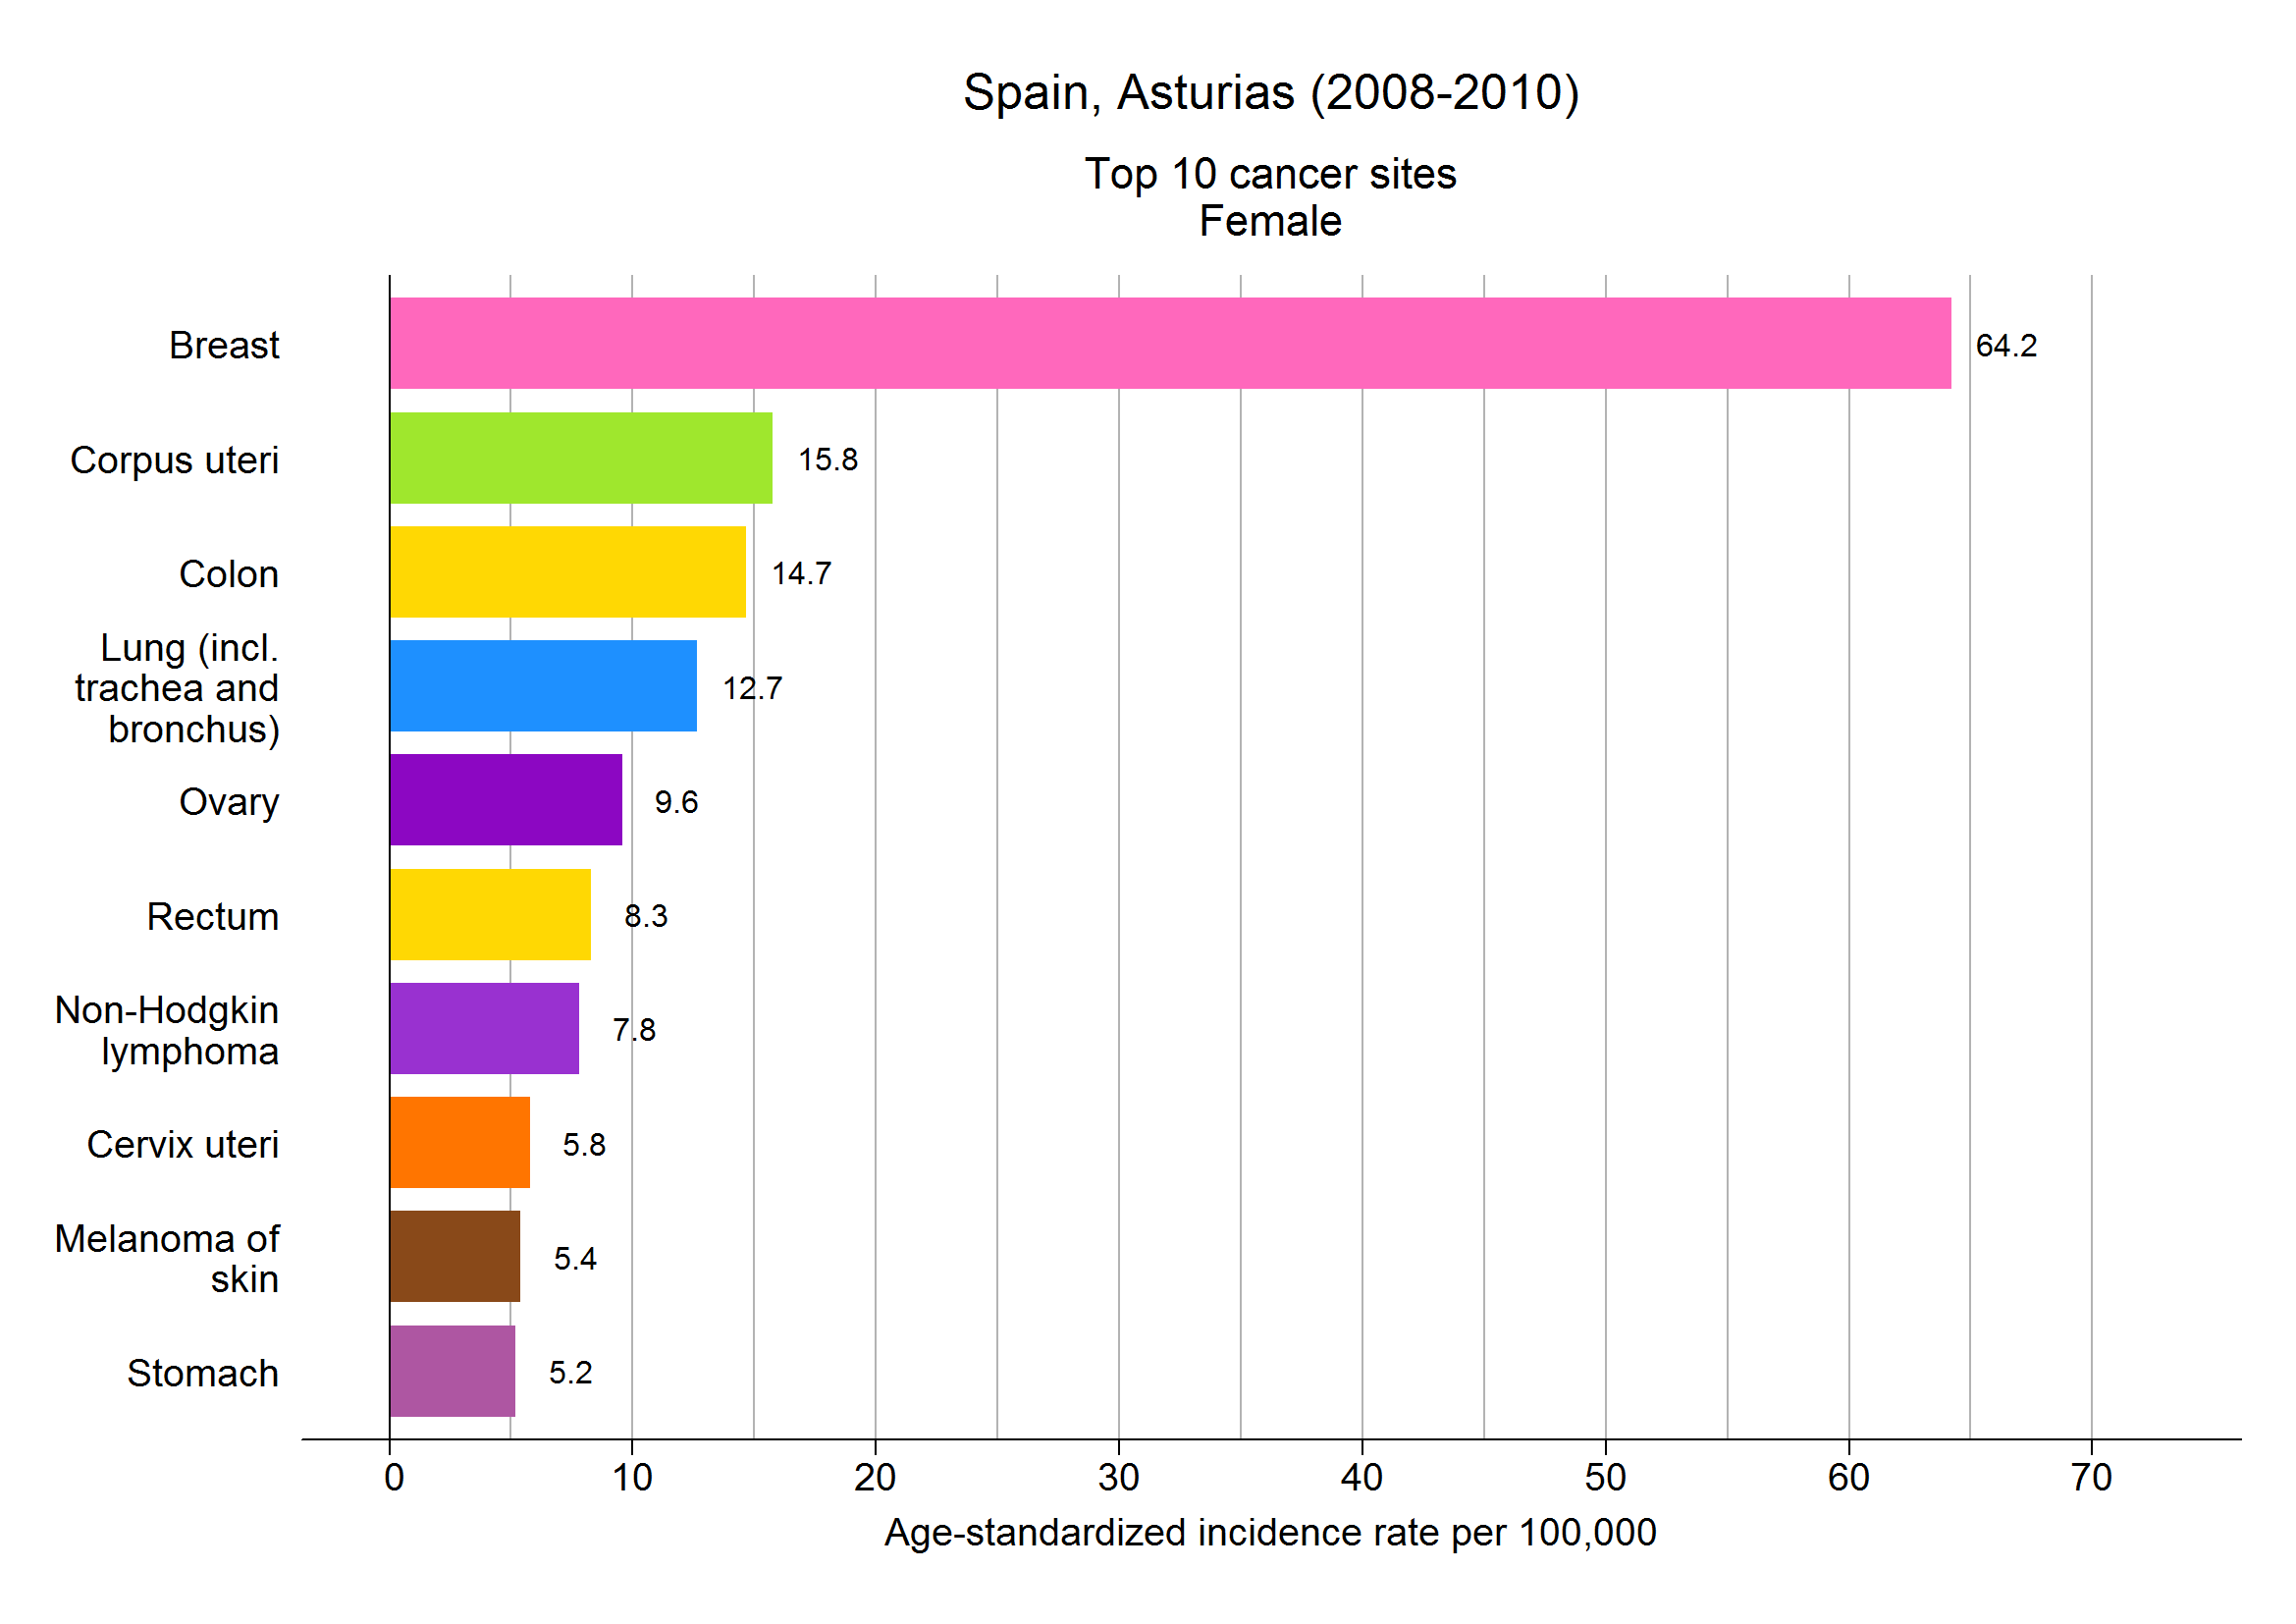 Spain, Asturias (2008-2010)
Top 10 cancer sites
Female
Breast
64.2
Corpus uteri
15.8
Colon
14.7
Lung (incl.
trachea and
bronchus)
12.7
Ovary
9.6
Rectum
8.3
Non-Hodgkin
lymphoma
7.8
Cervix uteri
5.8
Melanoma of
skin
5.4
Stomach
5.2
0 10 20 30 40 50 60 70
Age-standardized incidence rate per 100,000